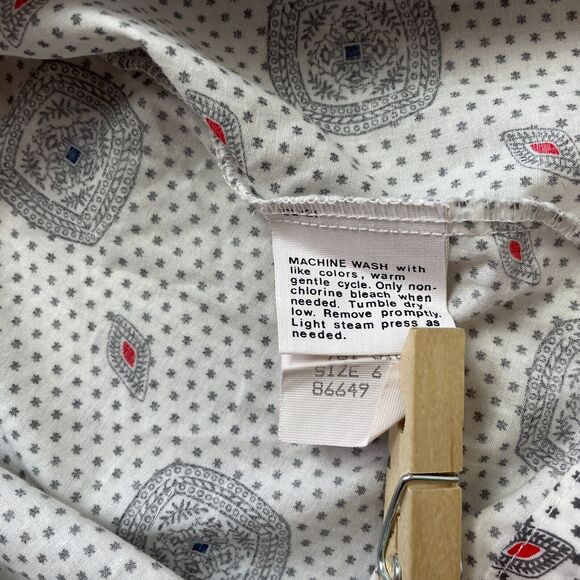 MACHINE WASH with
like colors, warm
gentle cycle. Only non-
chlorine bleach when
needed. Tumble dry
low. Remove promptly.
Light steam press as
needed.
SIZE 6
86649